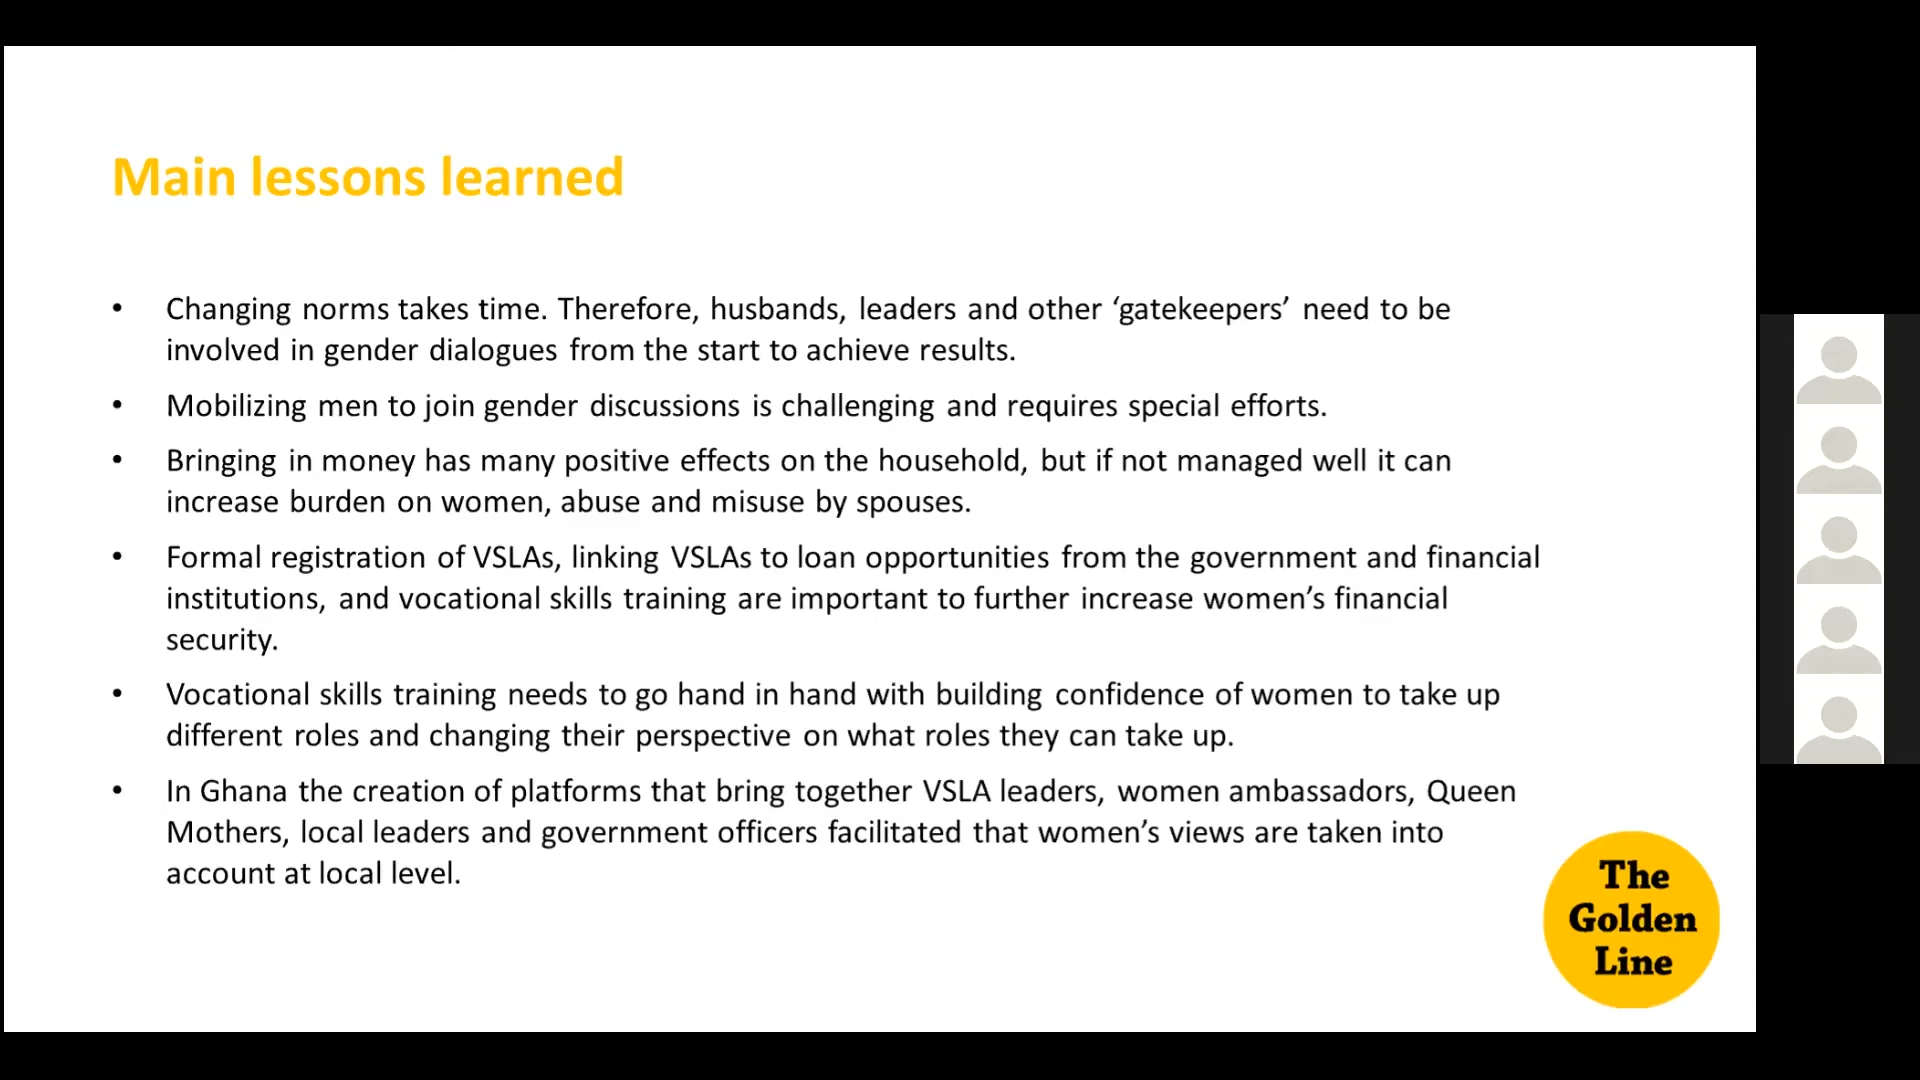 Main lessons learned
• Changing norms takes time. Therefore, husbands, leaders and other ‘gatekeepers’ need to be
involved in gender dialogues from the start to achieve results.
• Mobilizing men to join gender discussions is challenging and requires special efforts.
• Bringing in money has many positive effects on the household, but if not managed well it can
increase burden on women, abuse and misuse by spouses.
• Formal registration of VSLAs, linking VSLAs to loan opportunities from the government and financial
institutions, and vocational skills training are important to further increase women’s financial
security.
• Vocational skills training needs to go hand in hand with building confidence of women to take up
different roles and changing their perspective on what roles they can take up.
• In Ghana the creation of platforms that bring together VSLA leaders, women ambassadors, Queen
Mothers, local leaders and government officers facilitated that women’s views are taken into
account at local level.
The
Golden
Line